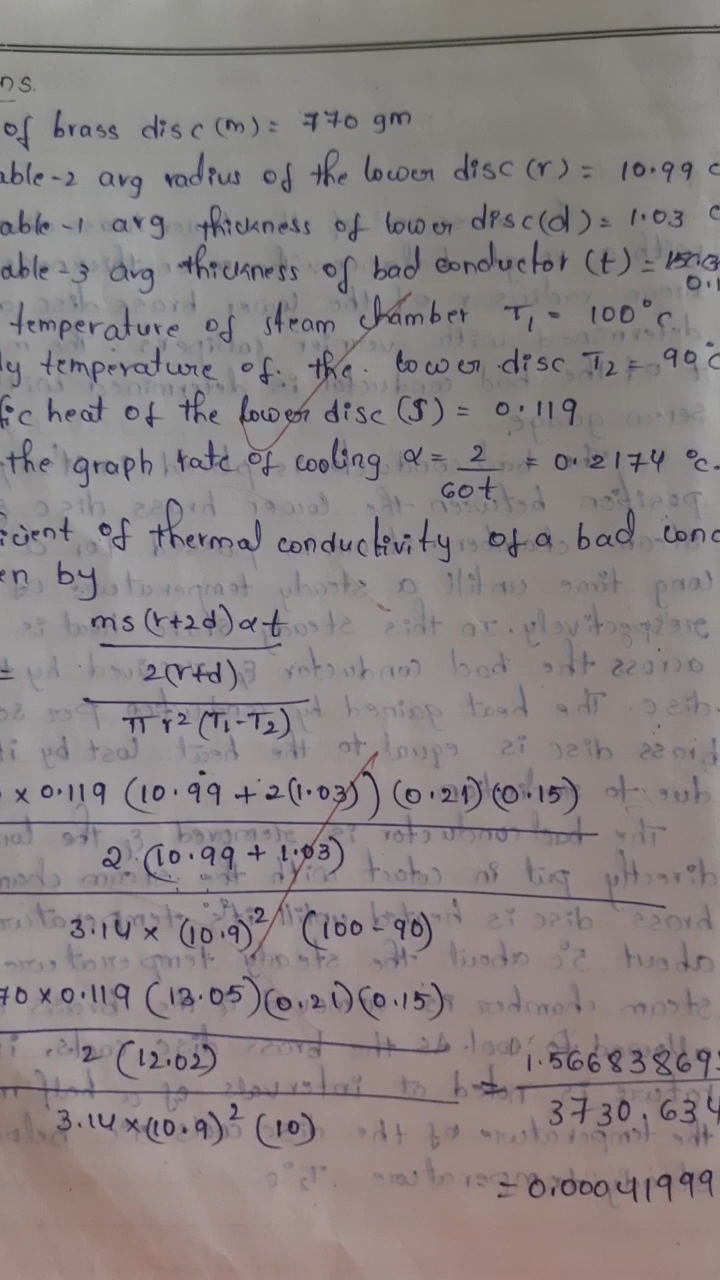 ns.
of brass disc (m) = 770 gm
able-2 avg radius of the lower disc (r) = 10.99 c
able-1 avg thickness of lower disc(d) = 1.03 c
able-3 avg thickness of bad conductor (t) =
0.1
temperature of steam chamber T₁ = 100°c
ly temperature of. the. lower disc T₂ = 90°c
fic heat of the lower disc (S) = 0.119
the graph rate of cooling α = 2/60t = 0.2174 °c.
icient of thermal conductivity of a bad cond
en by
ms (r+2d) α t
= 2(r+d)
π r² (T₁-T₂)
x 0.119 (10.99 + 2(1.03)) (0.21) (0.15)
2 (10.99 + 1.03)
3.14 x (10.9)² (100 - 90)
70 x 0.119 (13.05) (0.21) (0.15)
2 (12.02)
3.14 x (10.9)² (10)
= 1.566838693
3730.634
= 0.00041999